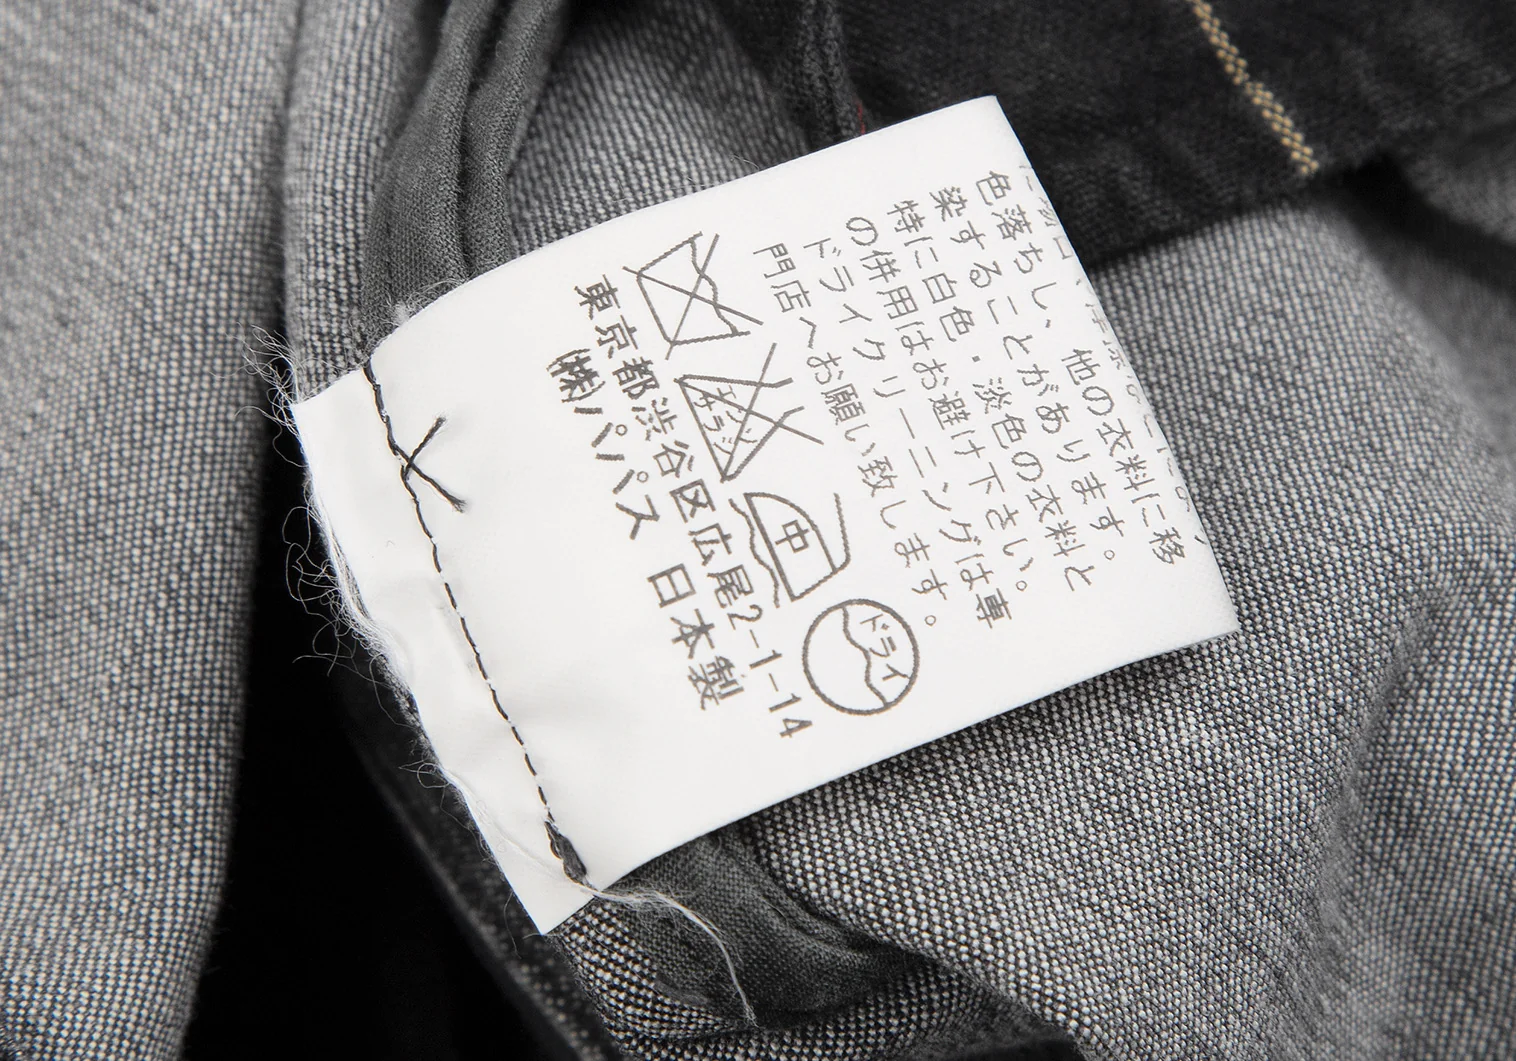 色落ちし、他の衣料に移
染することがあります。
特に白色・淡色の衣料と
の併用はお避け下さい。
ドライクリーニングは専
門店へお願い致します。
エンソ
サラシ
中
ドライ
東京都渋谷区広尾2-1-14
㈱パパス 日本製